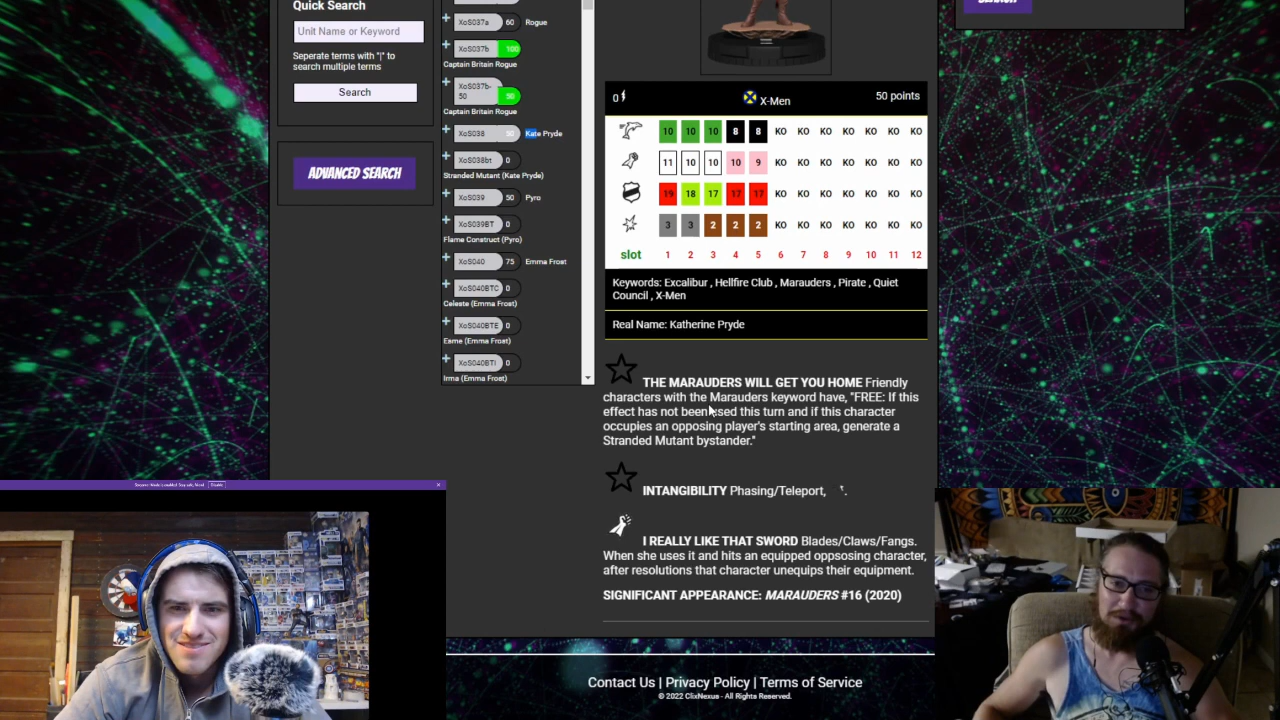 Quick Search
Unit Name or Keyword
Seperate terms with "|" to
search multiple terms
Search
ADVANCED SEARCH
XoS037a 60 Rogue
XoS037b 100
Captain Britain Rogue
XoS037b-
50 50
Captain Britain Rogue
XoS038 50 Kate Pryde
XoS038bt 0
Stranded Mutant (Kate Pryde)
XoS039 50 Pyro
XoS039BT 0
Flame Construct (Pyro)
XoS040 75 Emma Frost
XoS040BTC 0
Celeste (Emma Frost)
XoS040BTE 0
Esme (Emma Frost)
XoS040BTI 0
Irma (Emma Frost)
0 X-Men 50 points
10 10 10 8 8 KO KO KO KO KO KO KO
11 10 10 10 9 KO KO KO KO KO KO KO
19 18 17 17 17 KO KO KO KO KO KO KO
3 3 2 2 2 KO KO KO KO KO KO KO
slot 1 2 3 4 5 6 7 8 9 10 11 12
Keywords: Excalibur , Hellfire Club , Marauders , Pirate , Quiet
Council , X-Men
Real Name: Katherine Pryde
THE MARAUDERS WILL GET YOU HOME Friendly
characters with the Marauders keyword have, "FREE: If this
effect has not been used this turn and if this character
occupies an opposing player's starting area, generate a
Stranded Mutant bystander."
INTANGIBILITY Phasing/Teleport, .
I REALLY LIKE THAT SWORD Blades/Claws/Fangs.
When she uses it and hits an equipped oppsosing character,
after resolutions that character unequips their equipment.
SIGNIFICANT APPEARANCE: MARAUDERS #16 (2020)
Contact Us | Privacy Policy | Terms of Service
© 2022 ClixNexus - All Rights Reserved.